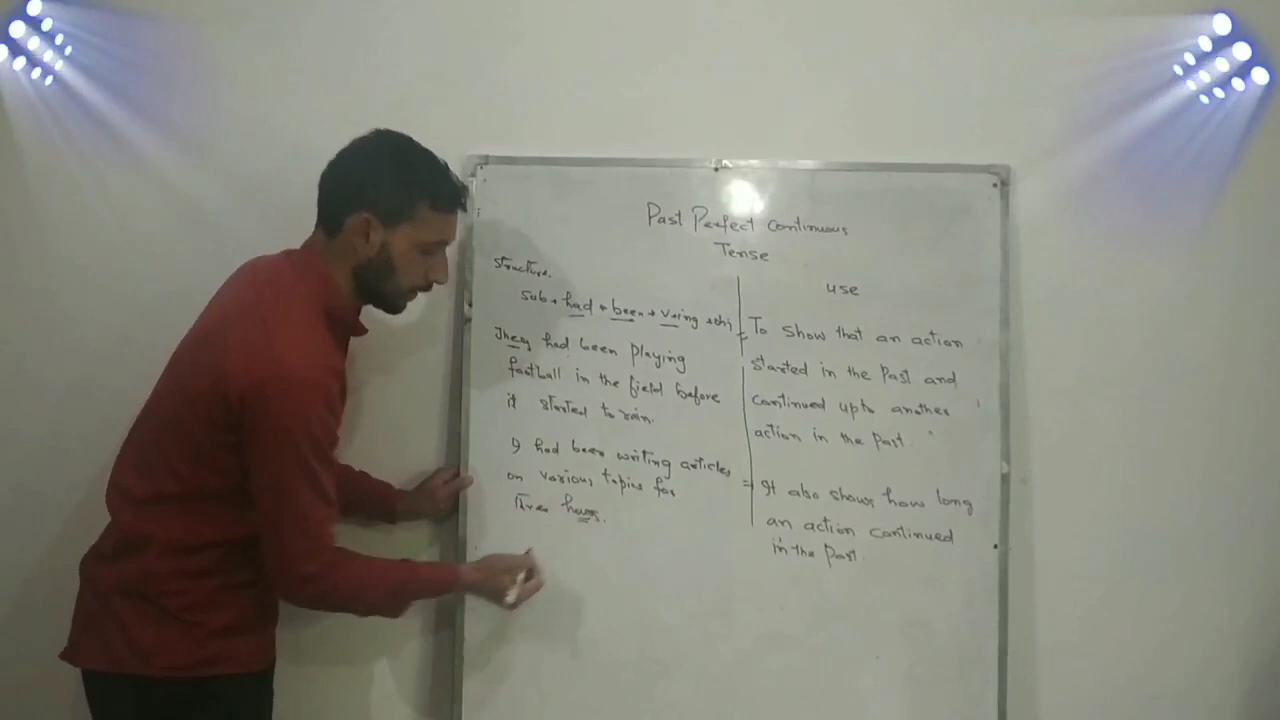 Past Perfect Continuous
Tense
Structure.
Sub + had + been + v+ing + obj
They had been playing
football in the field before
it started to rain.
I had been writing articles
on various topics for
three hours.
use
To show that an action
started in the past and
continued upto another
action in the past.
⇒ It also shows how long
an action continued
in the past.